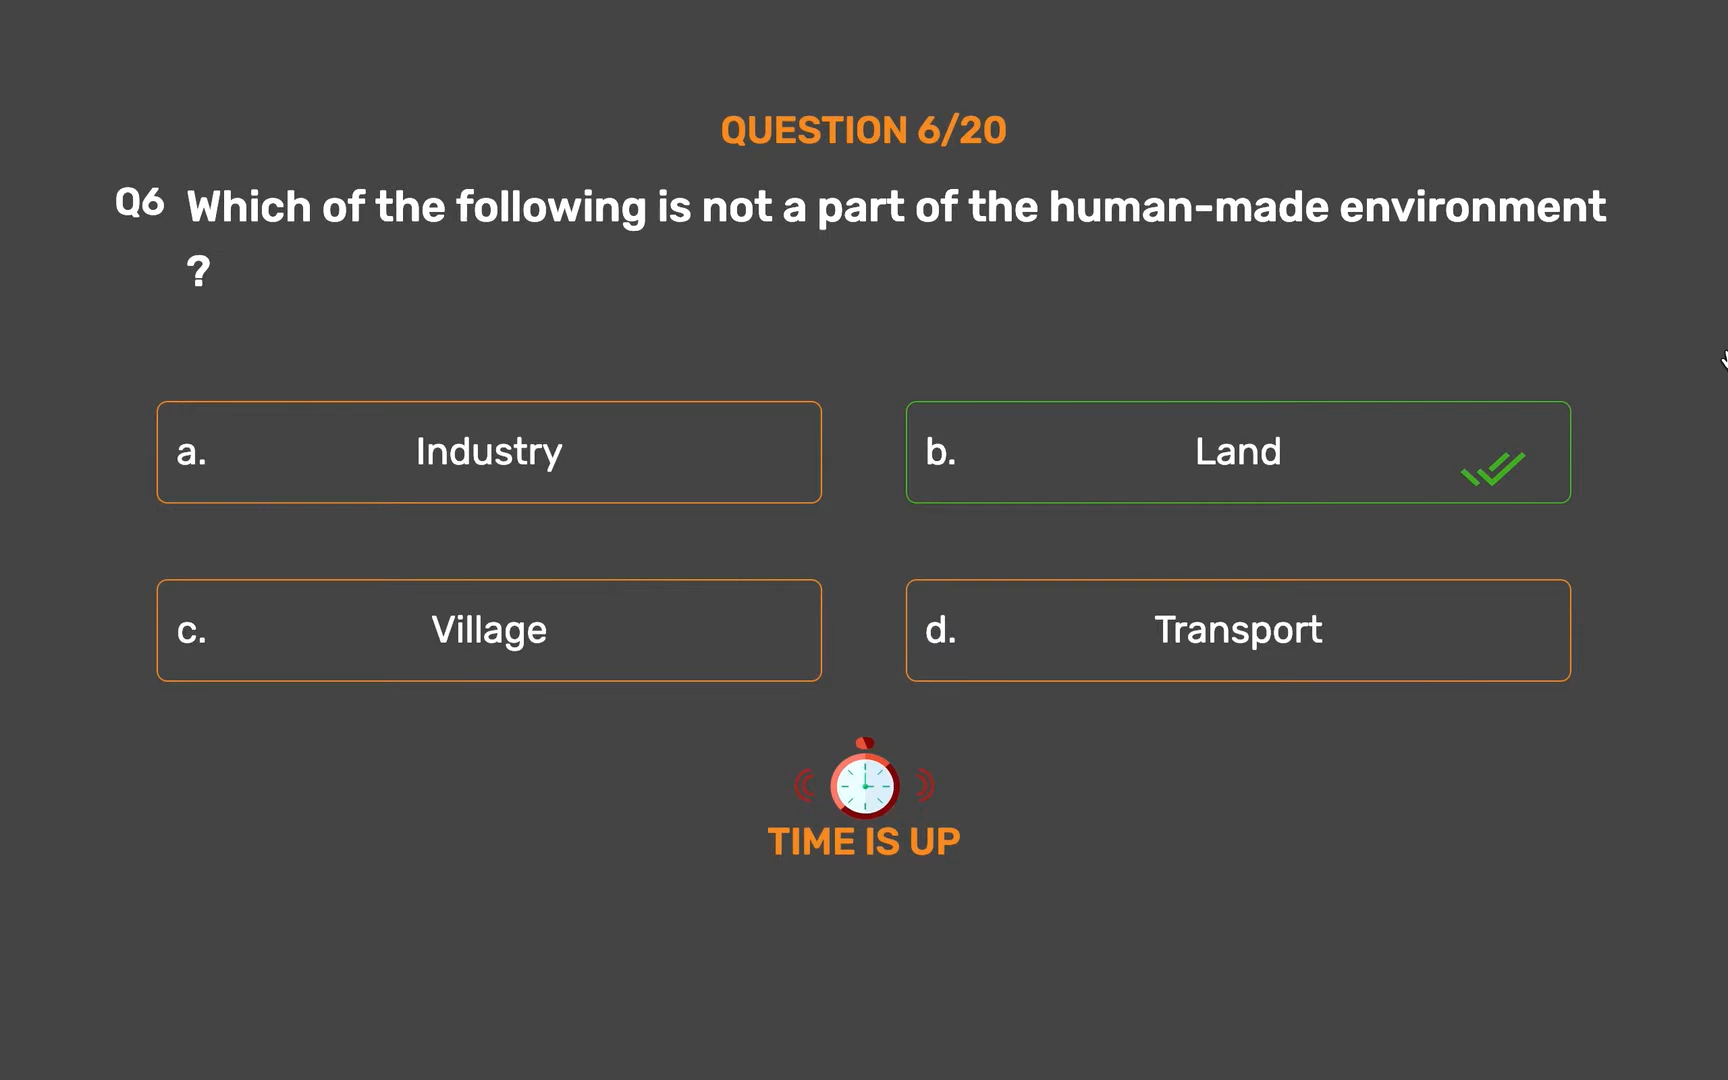 QUESTION 6/20
Q6 Which of the following is not a part of the human-made environment
?
a. Industry
b. Land
c. Village
d. Transport
TIME IS UP